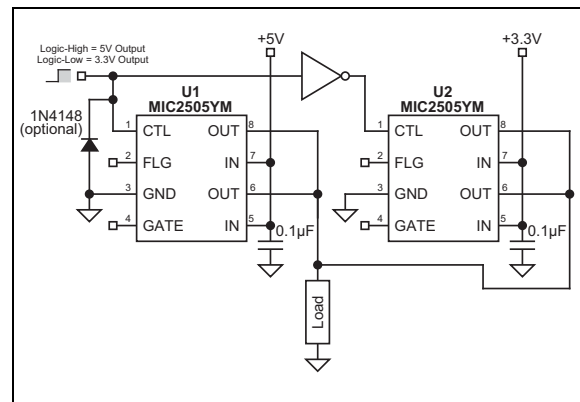 Logic-High = 5V Output
Logic-Low = 3.3V Output
+5V
+3.3V
U1
MIC2505YM
U2
MIC2505YM
1N4148
(optional)
1 CTL OUT 8
2 FLG IN 7
3 GND OUT 6
4 GATE IN 5
0.1µF
1 CTL OUT 8
2 FLG IN 7
3 GND OUT 6
4 GATE IN 5
0.1µF
Load